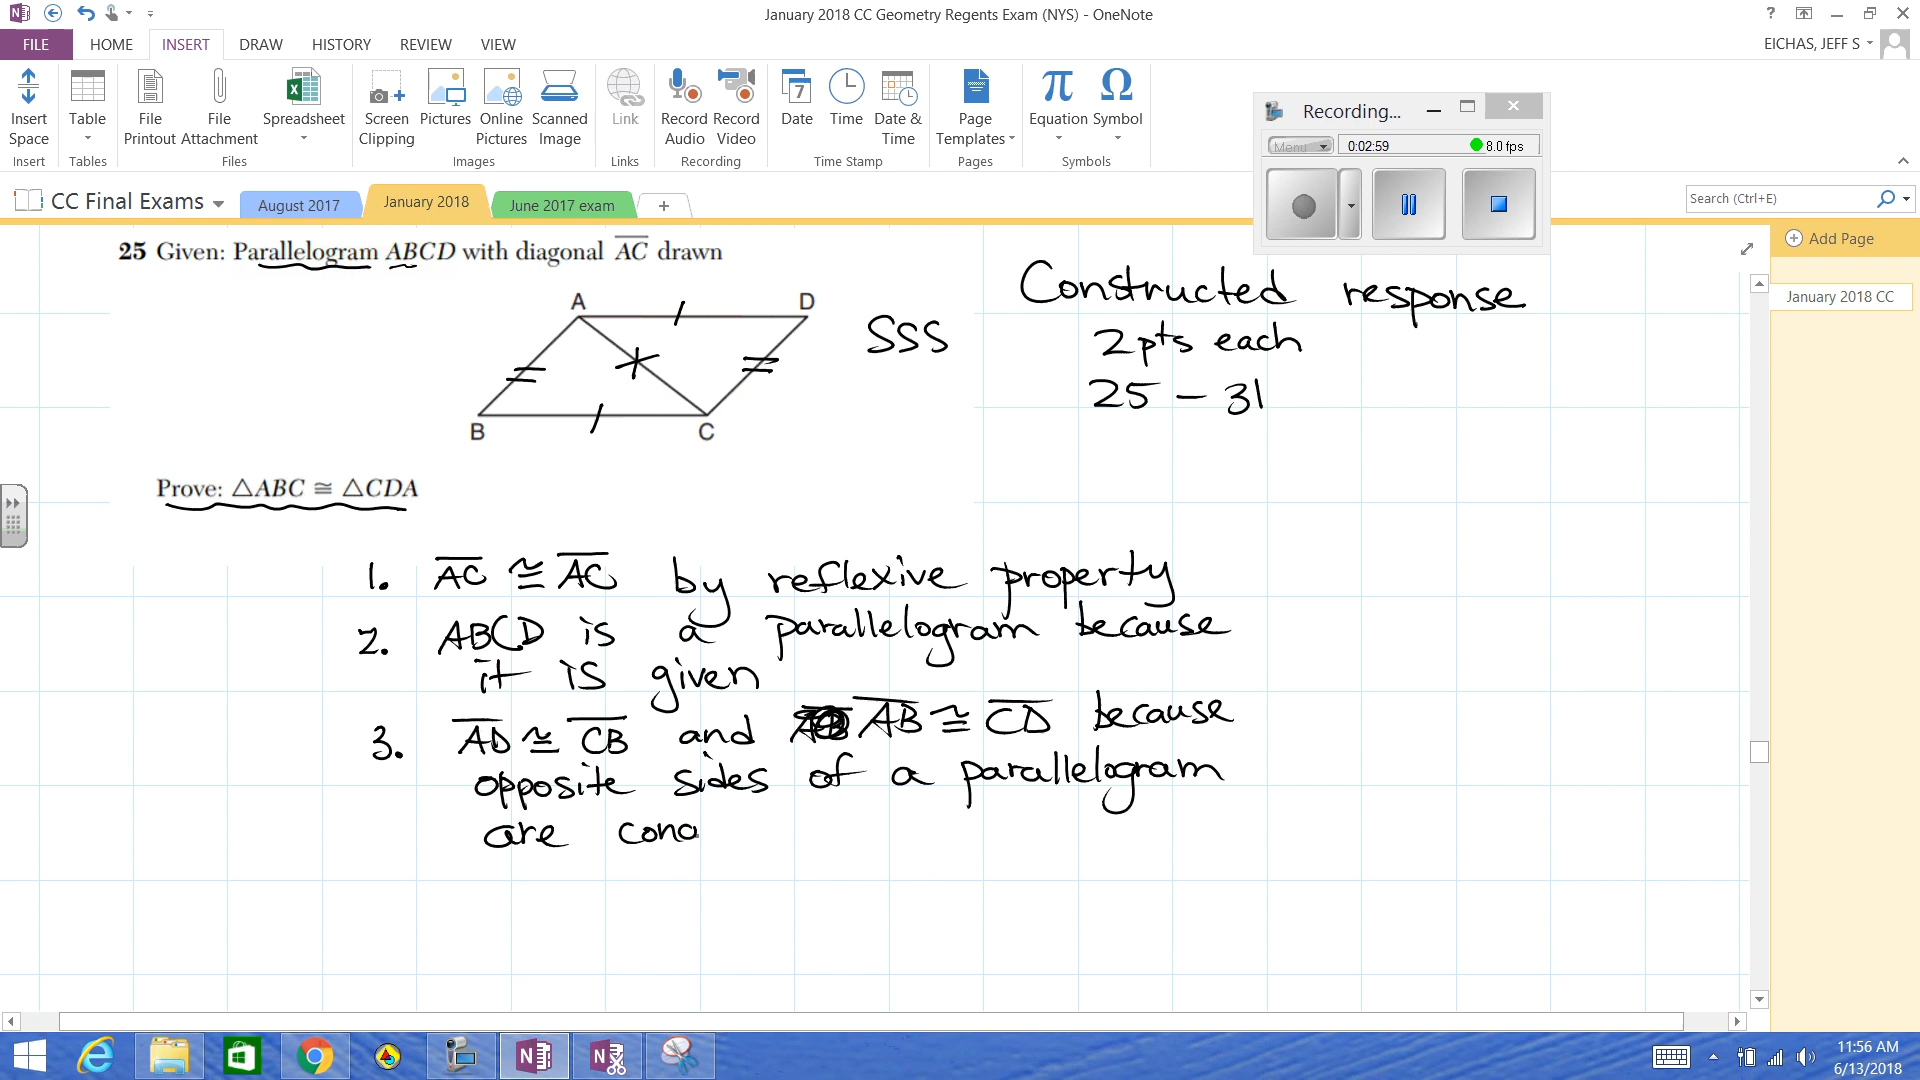 January 2018 CC Geometry Regents Exam (NYS) - OneNote
FILE HOME INSERT DRAW HISTORY REVIEW VIEW
EICHAS, JEFF S
Insert Space
Table
File Printout
File Attachment
Spreadsheet
Screen Clipping
Pictures
Online Pictures
Scanned Image
Link
Record Audio
Record Video
Date
Time
Date & Time
Page Templates
Equation
Symbol
Insert Tables Files Images Links Recording Time Stamp Pages Symbols
Recording...
Menu 0:02:59 8.0 fps
CC Final Exams August 2017 January 2018 June 2017 exam +
Search (Ctrl+E)
Add Page
January 2018 CC
25 Given: Parallelogram ABCD with diagonal AC drawn
A D
B C
SSS
Constructed response
2pts each
25 – 31
Prove: △ABC ≅ △CDA
1. AC ≅ AC by reflexive property
2. ABCD is a parallelogram because
it is given
3. AD ≅ CB and AB ≅ CD because
opposite sides of a parallelogram
are cong
11:56 AM
6/13/2018